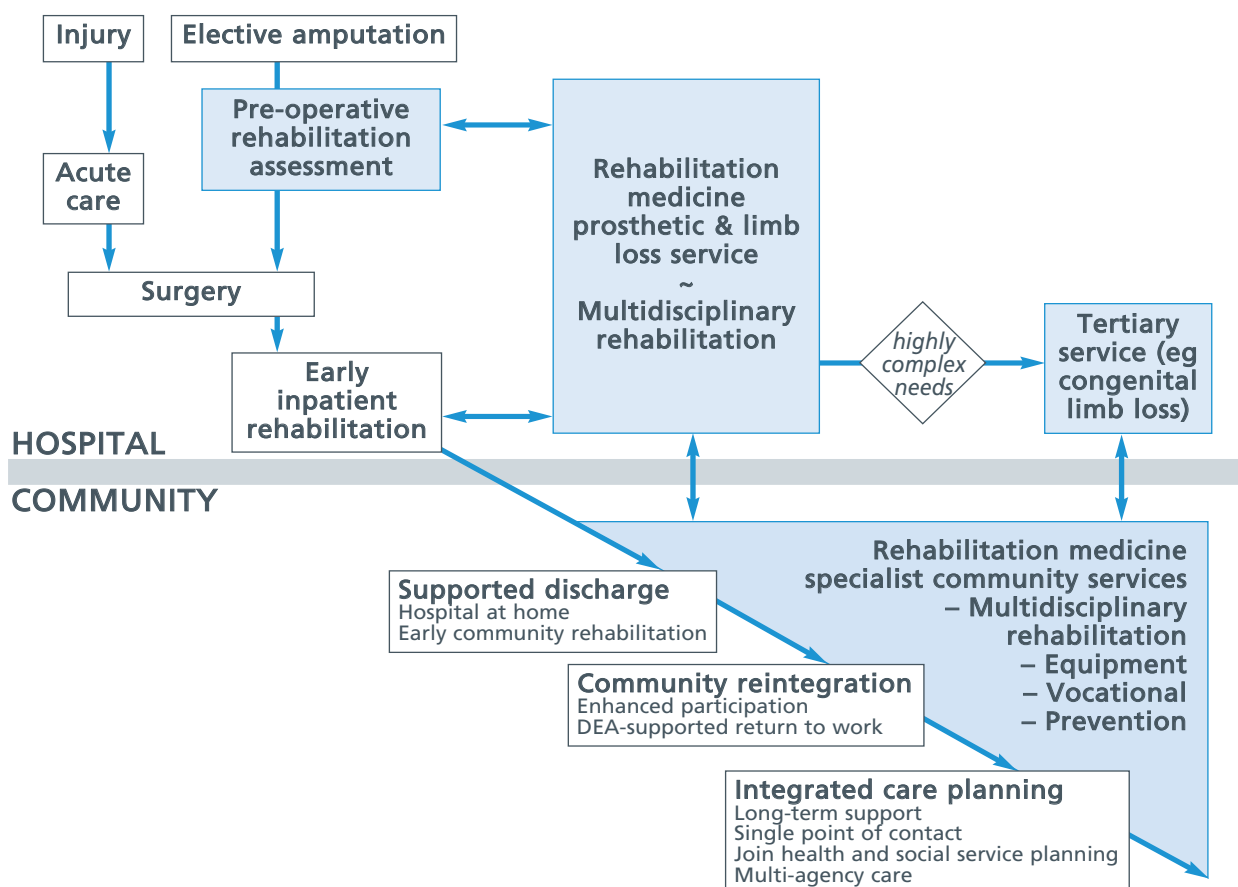 Injury
Elective amputation
Pre-operative
rehabilitation
assessment
Acute
care
Surgery
Early
inpatient
rehabilitation
Rehabilitation
medicine
prosthetic & limb
loss service
~
Multidisciplinary
rehabilitation
highly
complex
needs
Tertiary
service (eg
congenital
limb loss)
HOSPITAL
COMMUNITY
Rehabilitation medicine
specialist community services
– Multidisciplinary
rehabilitation
– Equipment
– Vocational
– Prevention
Supported discharge
Hospital at home
Early community rehabilitation
Community reintegration
Enhanced participation
DEA-supported return to work
Integrated care planning
Long-term support
Single point of contact
Join health and social service planning
Multi-agency care